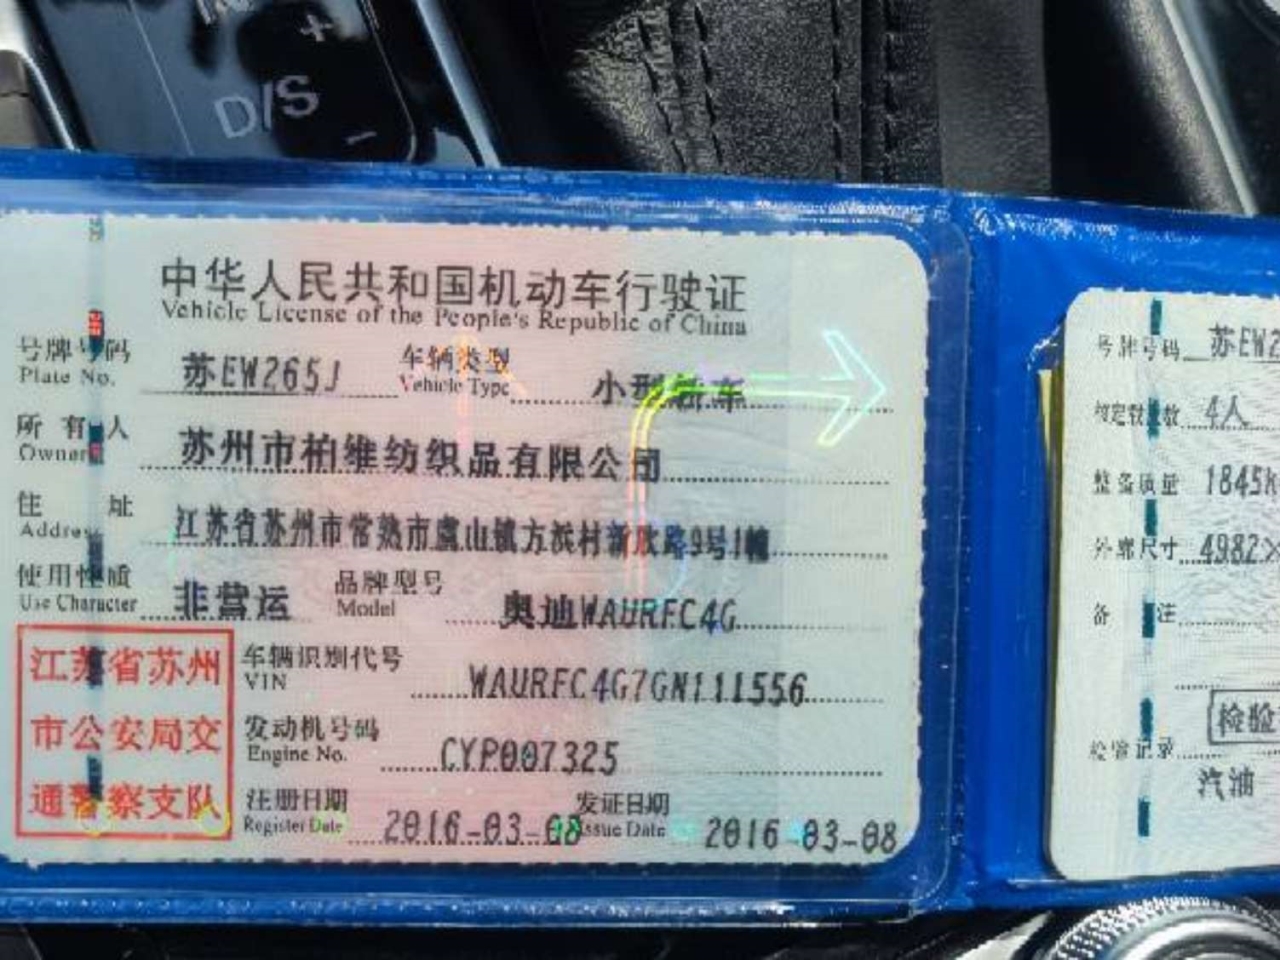 D/S
+
−
中华人民共和国机动车行驶证
Vehicle License of the People's Republic of China
号牌号码 苏EW265J 车辆类型 小型轿车
Plate No. Vehicle Type
所有人 苏州市柏维纺织品有限公司
Owner
住址 江苏省苏州市常熟市虞山镇方浜村新欣路9号1幢
Address
使用性质 非营运 品牌型号 奥迪WAURFC4G
Use Character Model
江苏省苏州
市公安局交
通警察支队
车辆识别代号 WAURFC4G7GN111556
VIN
发动机号码 CYP007325
Engine No.
注册日期 2016-03-08 发证日期 2016-03-08
Register Date Issue Date
号牌号码 苏EW2
核定载人数 4人
整备质量 1845k
外廓尺寸 4982×
备注
检验
检验记录
汽油